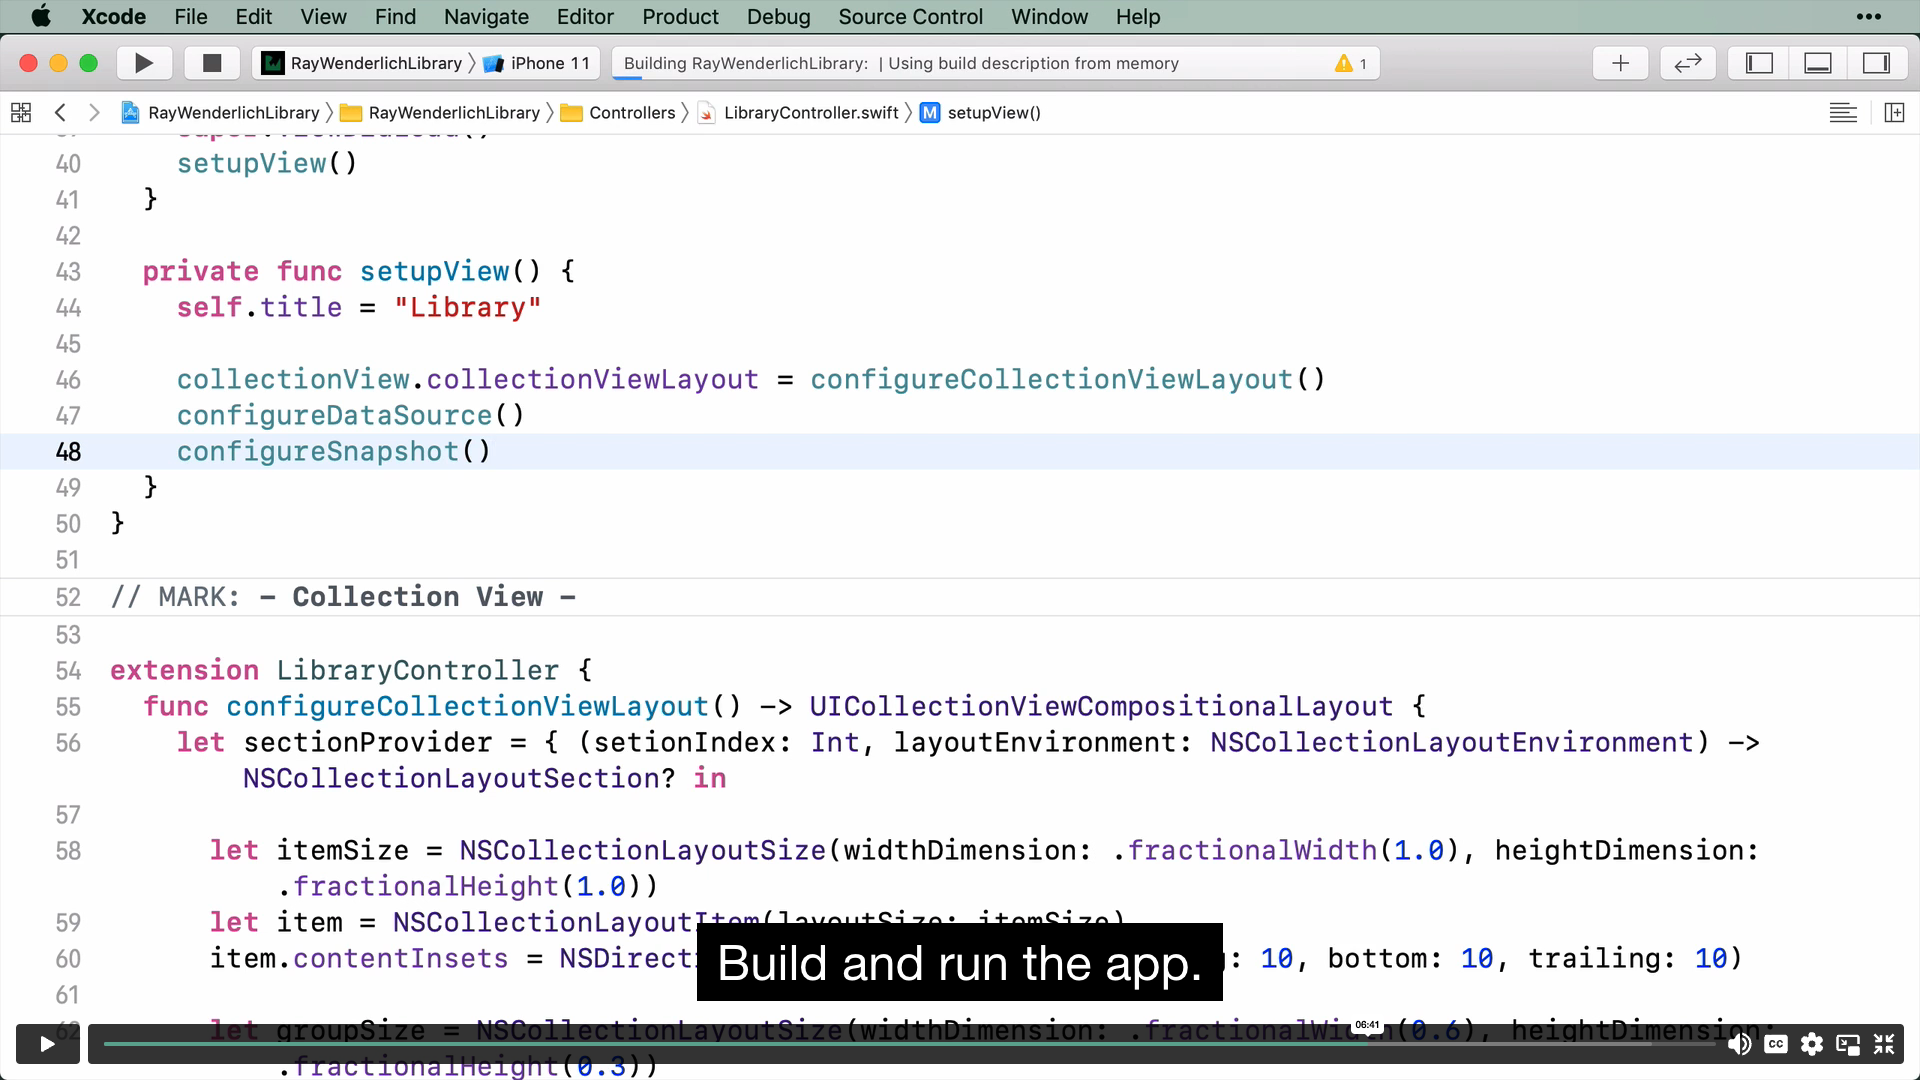 Xcode File Edit View Find Navigate Editor Product Debug Source Control Window Help
RayWenderlichLibrary iPhone 11 Building RayWenderlichLibrary: | Using build description from memory 1
RayWenderlichLibrary RayWenderlichLibrary Controllers LibraryController.swift M setupView()
40 setupView()
41 }
42
43 private func setupView() {
44 self.title = "Library"
45
46 collectionView.collectionViewLayout = configureCollectionViewLayout()
47 configureDataSource()
48 configureSnapshot()
49 }
50 }
51
52 // MARK: - Collection View -
53
54 extension LibraryController {
55 func configureCollectionViewLayout() -> UICollectionViewCompositionalLayout {
56 let sectionProvider = { (setionIndex: Int, layoutEnvironment: NSCollectionLayoutEnvironment) ->
NSCollectionLayoutSection? in
57
58 let itemSize = NSCollectionLayoutSize(widthDimension: .fractionalWidth(1.0), heightDimension:
.fractionalHeight(1.0))
59 let item = NSCollectionLayoutItem(layoutSize: itemSize)
60 item.contentInsets = NSDirect : 10, bottom: 10, trailing: 10)
Build and run the app.
61
62 let groupSize = NSCollectionLayoutSize(widthDimension: .fractionalWidth(0.6), heightDimension:
06:41
CC
.fractionalHeight(0.3))